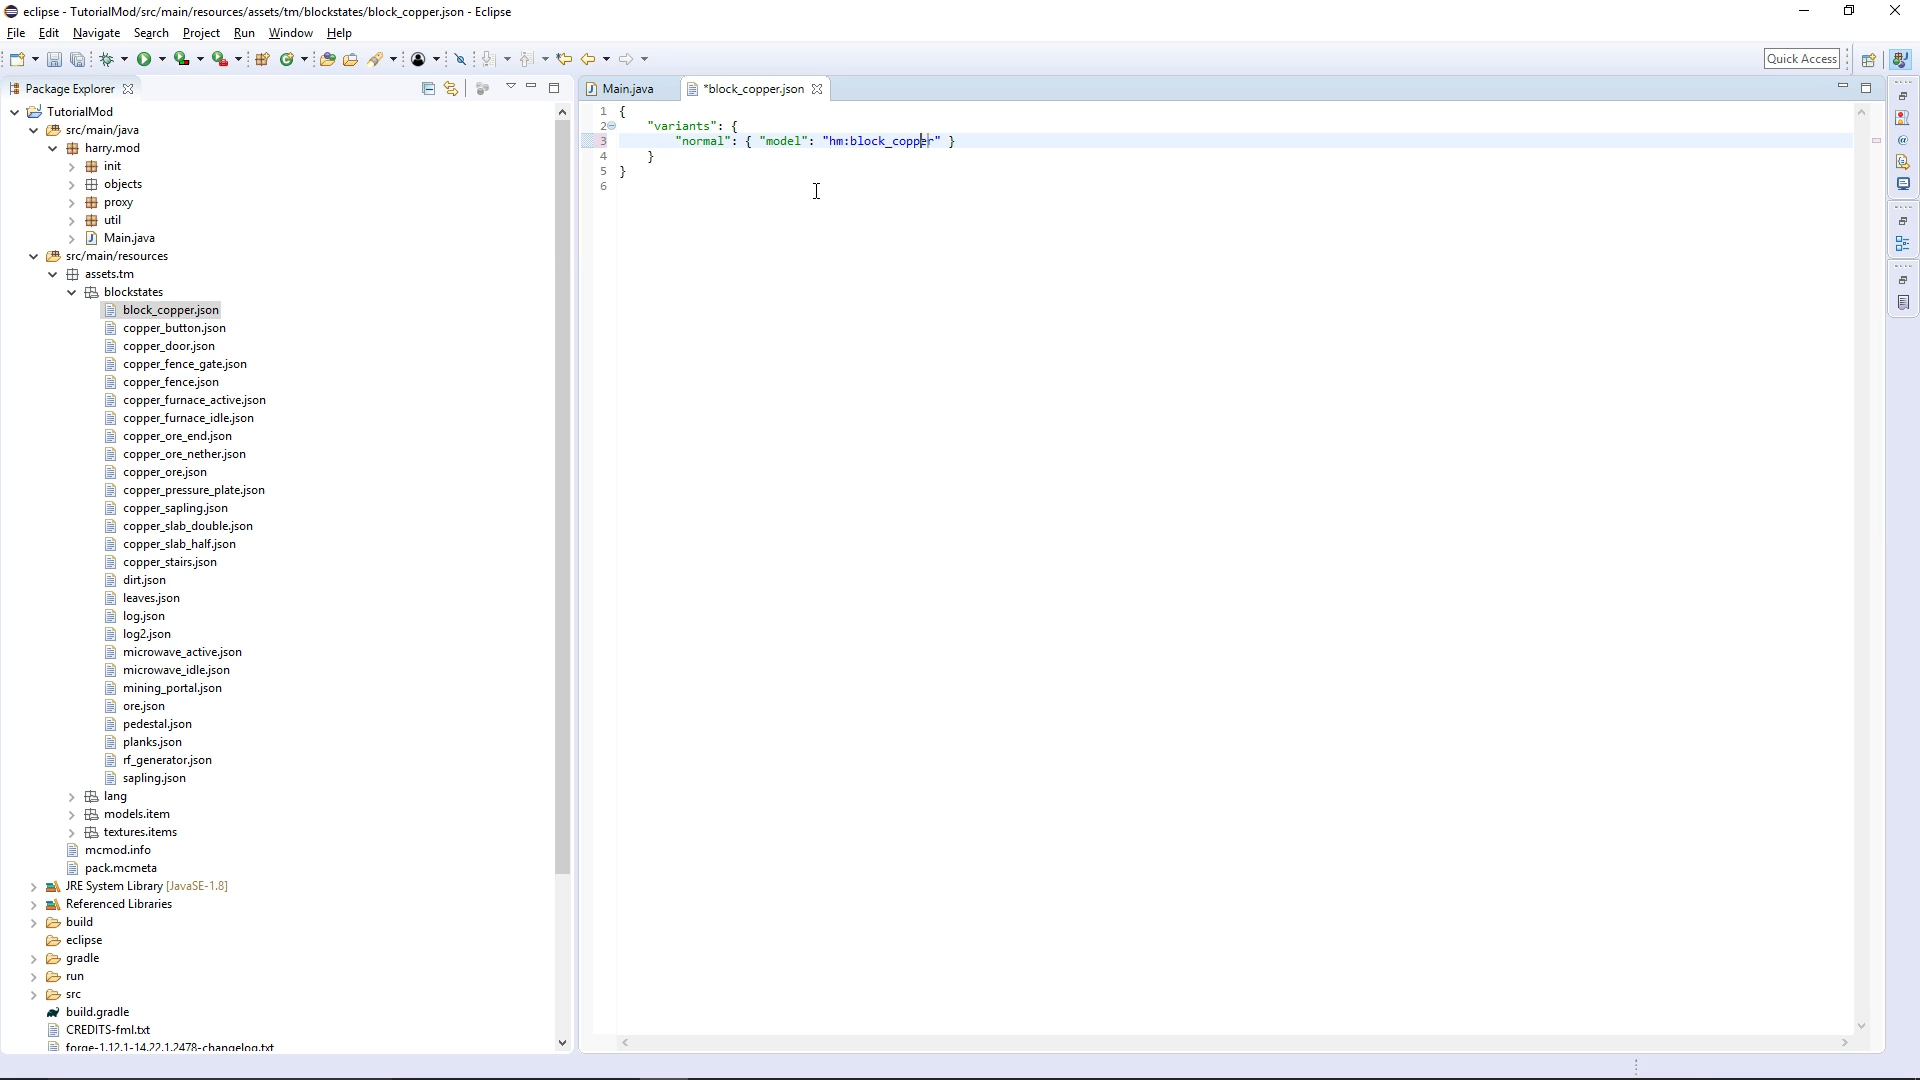 eclipse - TutorialMod/src/main/resources/assets/tm/blockstates/block_copper.json - Eclipse
File Edit Navigate Search Project Run Window Help
Quick Access
Package Explorer
Main.java
*block_copper.json
TutorialMod
src/main/java
harry.mod
init
objects
proxy
util
Main.java
src/main/resources
assets.tm
blockstates
block_copper.json
copper_button.json
copper_door.json
copper_fence_gate.json
copper_fence.json
copper_furnace_active.json
copper_furnace_idle.json
copper_ore_end.json
copper_ore_nether.json
copper_ore.json
copper_pressure_plate.json
copper_sapling.json
copper_slab_double.json
copper_slab_half.json
copper_stairs.json
dirt.json
leaves.json
log.json
log2.json
microwave_active.json
microwave_idle.json
mining_portal.json
ore.json
pedestal.json
planks.json
rf_generator.json
sapling.json
lang
models.item
textures.items
mcmod.info
pack.mcmeta
JRE System Library [JavaSE-1.8]
Referenced Libraries
build
eclipse
gradle
run
src
build.gradle
CREDITS-fml.txt
forge-1.12.1-14.22.1.2478-changelog.txt
1 {
2 "variants": {
3 "normal": { "model": "hm:block_copper" }
4 }
5 }
6